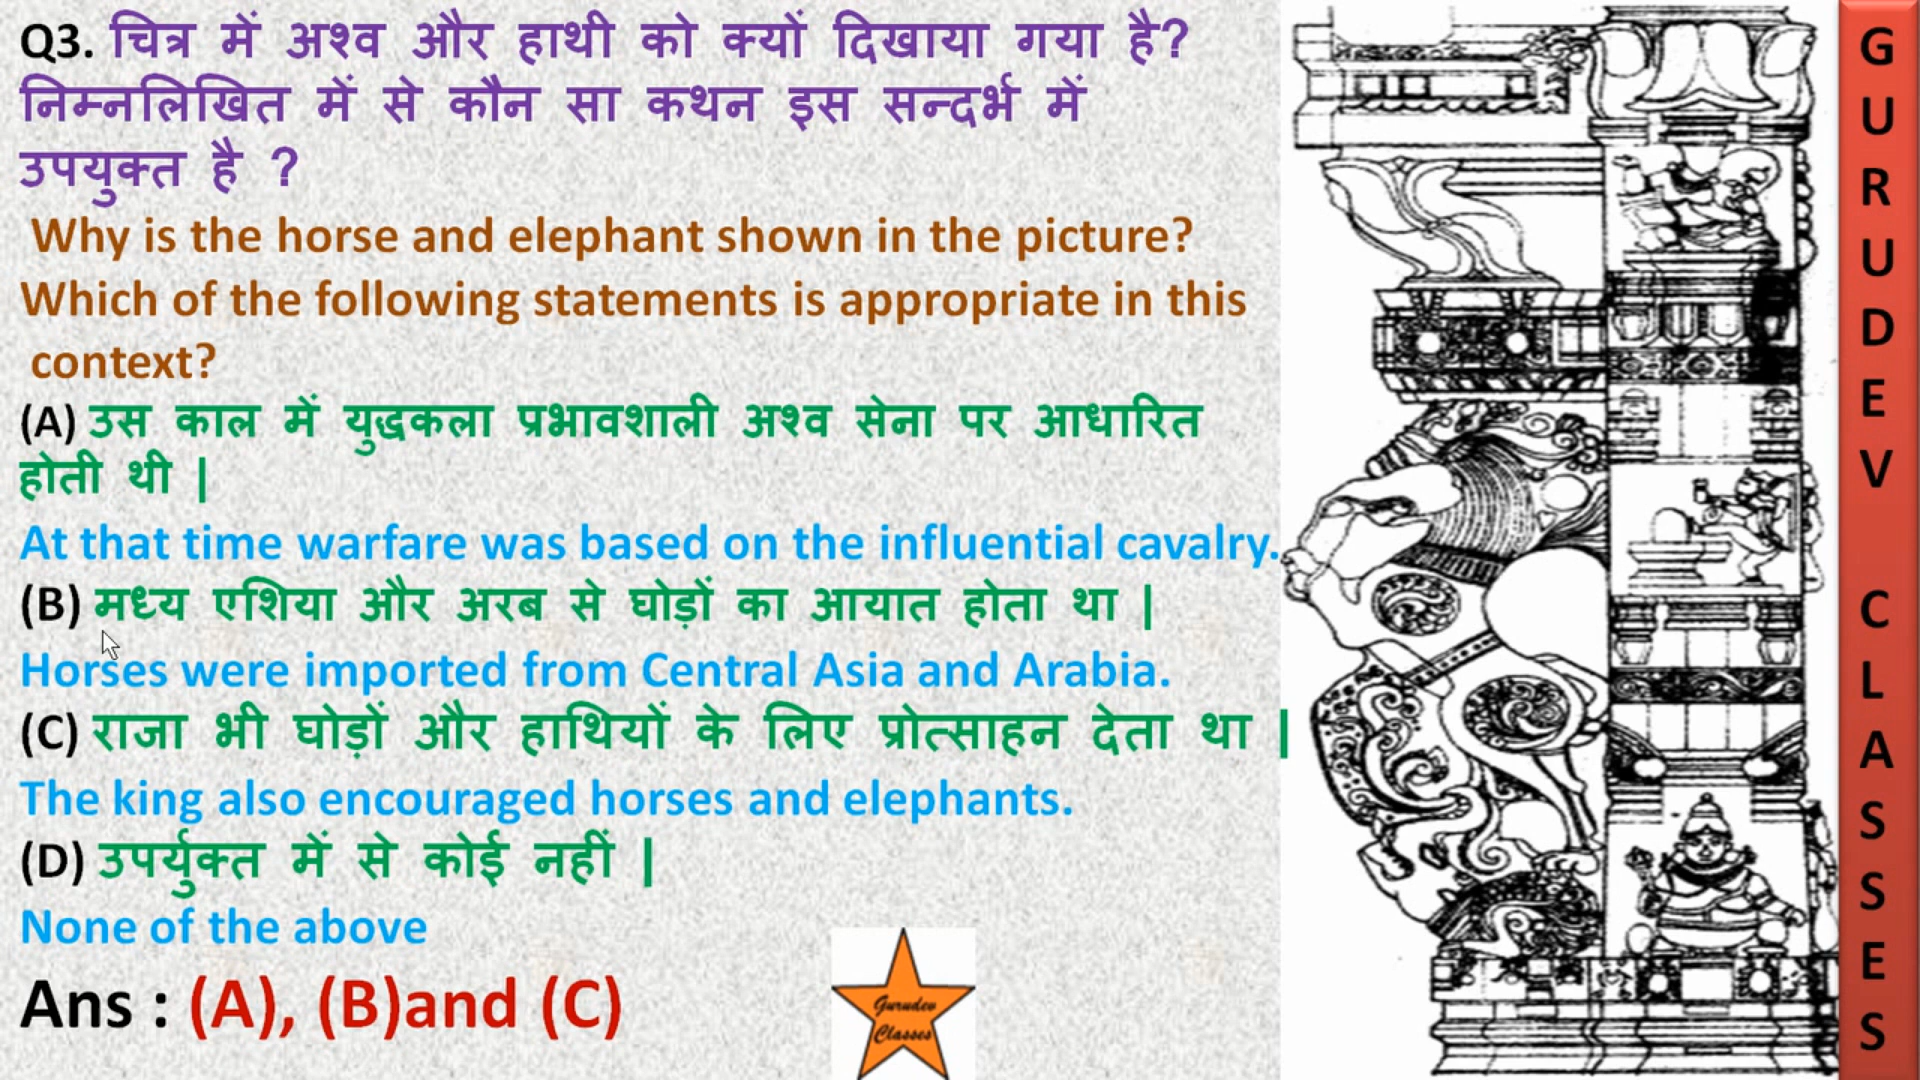 Q3. चित्र में अश्व और हाथी को क्यों दिखाया गया है?
निम्नलिखित में से कौन सा कथन इस सन्दर्भ में
उपयुक्त है ?
Why is the horse and elephant shown in the picture?
Which of the following statements is appropriate in this
context?
(A) उस काल में युद्धकला प्रभावशाली अश्व सेना पर आधारित
होती थी |
At that time warfare was based on the influential cavalry.
(B) मध्य एशिया और अरब से घोड़ों का आयात होता था |
Horses were imported from Central Asia and Arabia.
(C) राजा भी घोड़ों और हाथियों के लिए प्रोत्साहन देता था |
The king also encouraged horses and elephants.
(D) उपर्युक्त में से कोई नहीं |
None of the above
Ans : (A), (B)and (C)
Gurudev
Classes
GURUDEV CLASSES